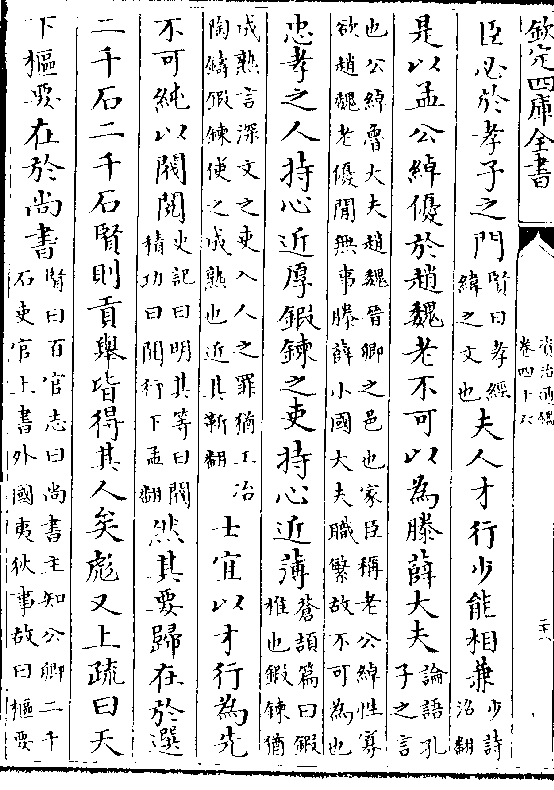 欽定四庫全書
資治通鑑
卷四十六
二十八
臣必於孝子之門賢曰孝經緯之文也夫人才行少能相兼少詩沼翻
是以孟公綽優於趙魏老不可以為滕薛大夫論語孔子之言
也公綽魯大夫趙魏晉卿之邑也家臣稱老公綽性寡欲趙魏老優閒無事滕薛小國大夫職繁故不可為也
忠孝之人持心近厚鍛鍊之吏持心近薄蒼頡篇曰鍛椎也鍛鍊猶
成熟言深文之吏入人之罪猶工冶陶鑄鍛鍊使之成熟也近其靳翻士宜以才行為先
不可純以閥閱史記曰明其等曰閥積功曰閱行下孟翻然其要歸在於選
二千石二千石賢則貢舉皆得其人矣彪又上疏曰天
下樞要在於尚書賢曰百官志曰尚書主知公卿二千石吏官上書外國夷狄事故曰樞要